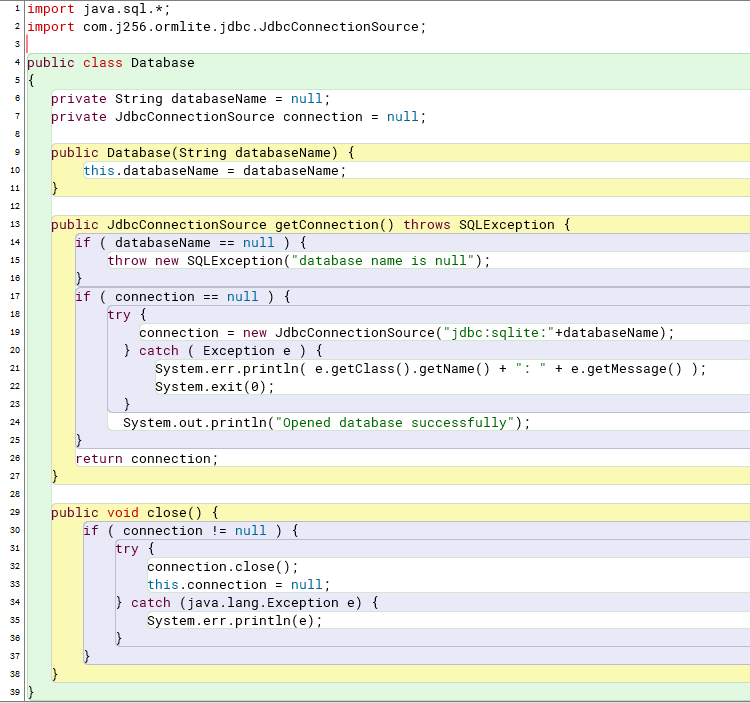 1 import java.sql.*;
2 import com.j256.ormlite.jdbc.JdbcConnectionSource;
3
4 public class Database
5 {
6     private String databaseName = null;
7     private JdbcConnectionSource connection = null;
8
9     public Database(String databaseName) {
10         this.databaseName = databaseName;
11     }
12
13     public JdbcConnectionSource getConnection() throws SQLException {
14        if ( databaseName == null ) {
15            throw new SQLException("database name is null");
16        }
17        if ( connection == null ) {
18            try {
19                connection = new JdbcConnectionSource("jdbc:sqlite:"+databaseName);
20              } catch ( Exception e ) {
21                  System.err.println( e.getClass().getName() + ": " + e.getMessage() );
22                  System.exit(0);
23              }
24              System.out.println("Opened database successfully");
25        }
26        return connection;
27     }
28
29     public void close() {
30         if ( connection != null ) {
31             try {
32                 connection.close();
33                 this.connection = null;
34             } catch (java.lang.Exception e) {
35                 System.err.println(e);
36             }
37         }
38     }
39 }